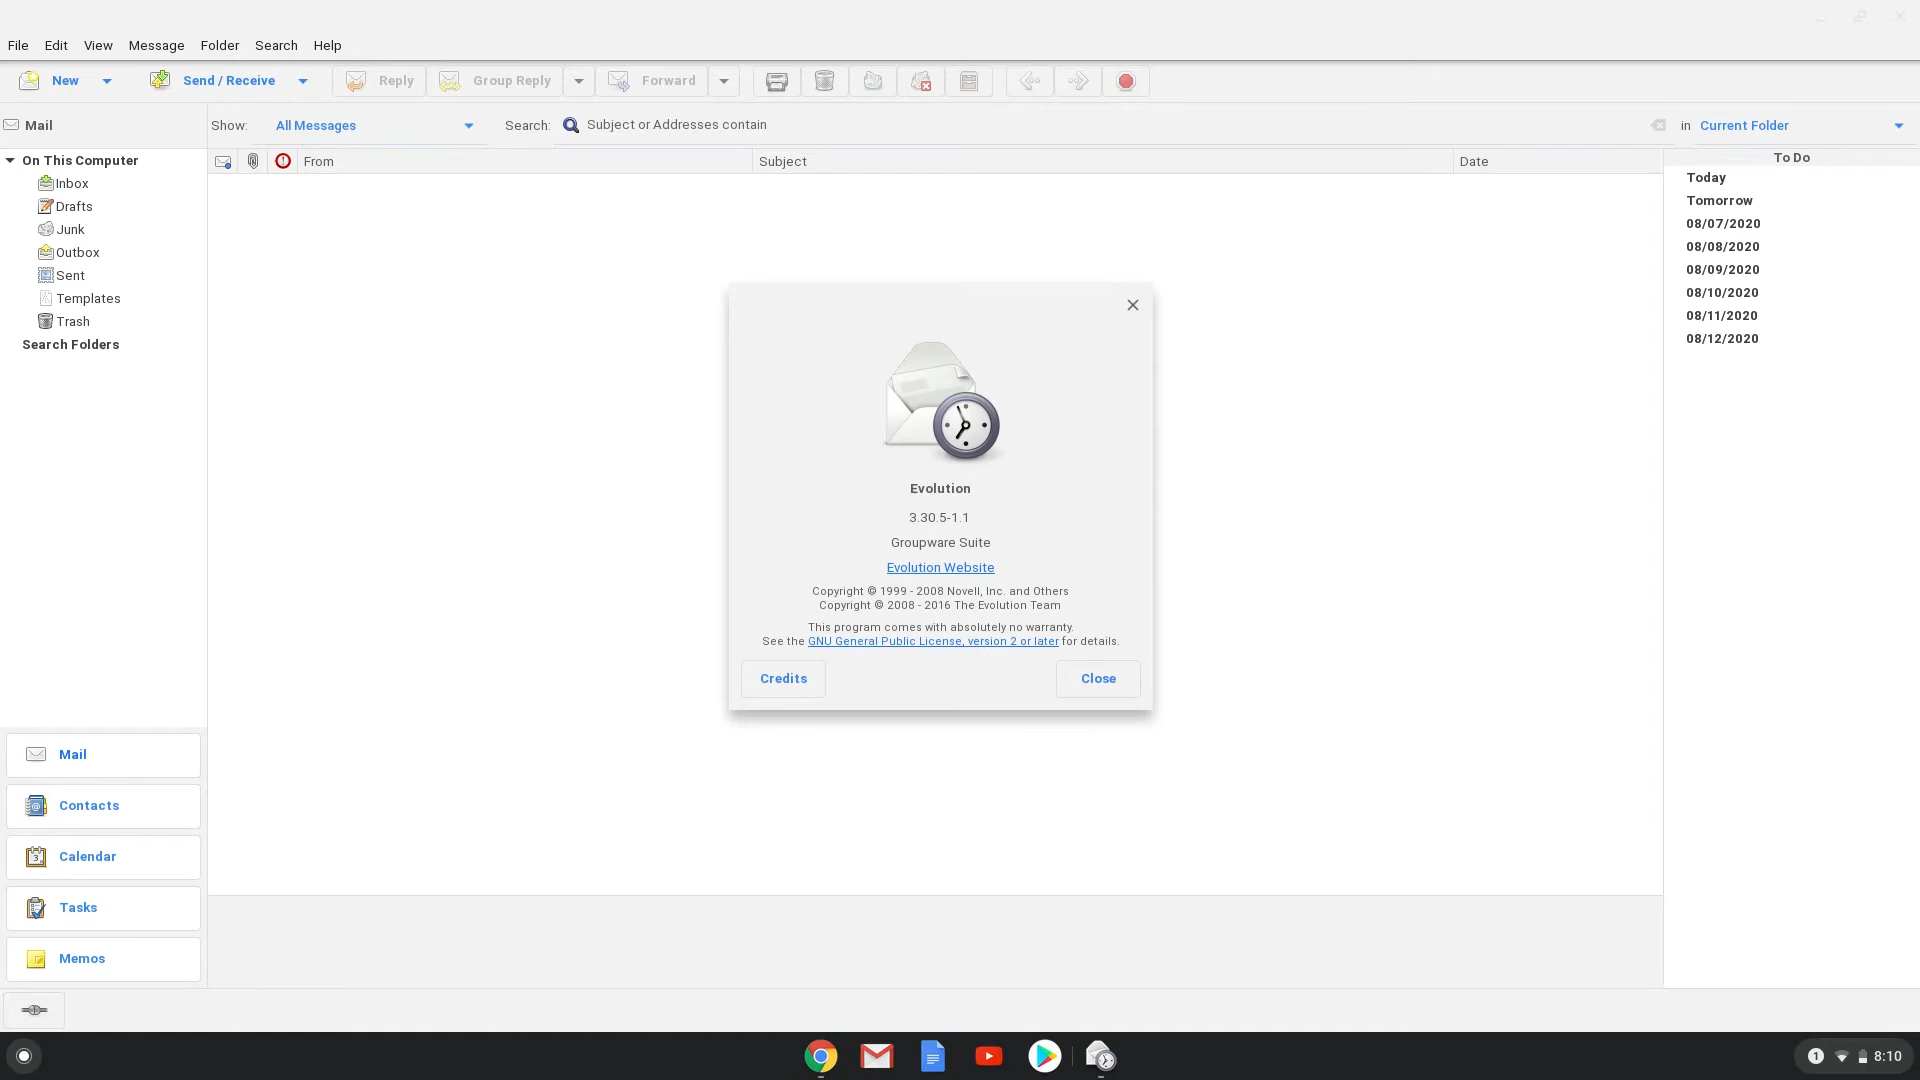 File Edit View Message Folder Search Help
New Send / Receive Reply Group Reply Forward
Mail Show: All Messages Search: Subject or Addresses contain in Current Folder
On This Computer
Inbox
Drafts
Junk
Outbox
Sent
Templates
Trash
Search Folders
From Subject Date
To Do
Today
Tomorrow
08/07/2020
08/08/2020
08/09/2020
08/10/2020
08/11/2020
08/12/2020
Evolution
3.30.5-1.1
Groupware Suite
Evolution Website
Copyright © 1999 - 2008 Novell, Inc. and Others
Copyright © 2008 - 2016 The Evolution Team
This program comes with absolutely no warranty.
See the GNU General Public License, version 2 or later for details.
Credits Close
Mail
Contacts
Calendar
Tasks
Memos
1 8:10